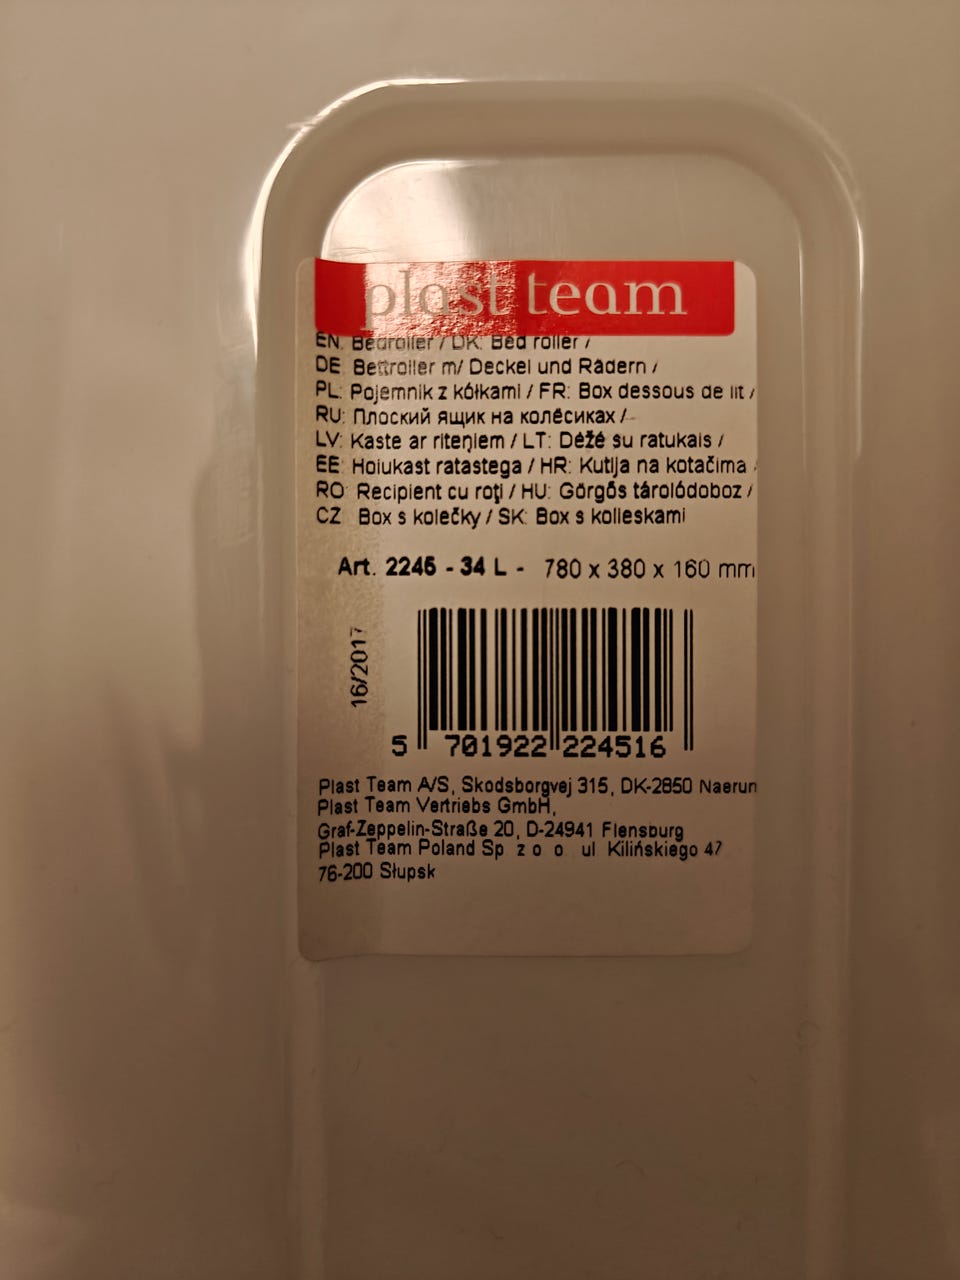 plast team
EN: Bedroller / DK: Bed roller /
DE: Bettroller m/ Deckel und Rädern /
PL: Pojemnik z kółkami / FR: Box dessous de lit /
RU: Плоский ящик на колёсиках /
LV: Kaste ar riteņiem / LT: Dėžė su ratukais /
EE: Hoiukast ratastega / HR: Kutija na kotačima /
RO: Recipient cu roţi / HU: Görgős tárolódoboz /
CZ: Box s kolečky / SK: Box s kolieskami
Art. 2245 - 34 L - 780 x 380 x 160 mm
16/2017
5 701922 224516
Plast Team A/S, Skodsborgvej 315, DK-2850 Naerun
Plast Team Vertriebs GmbH,
Graf-Zeppelin-Straße 20, D-24941 Flensburg
Plast Team Poland Sp. z o. o. ul. Kilińskiego 47
76-200 Słupsk